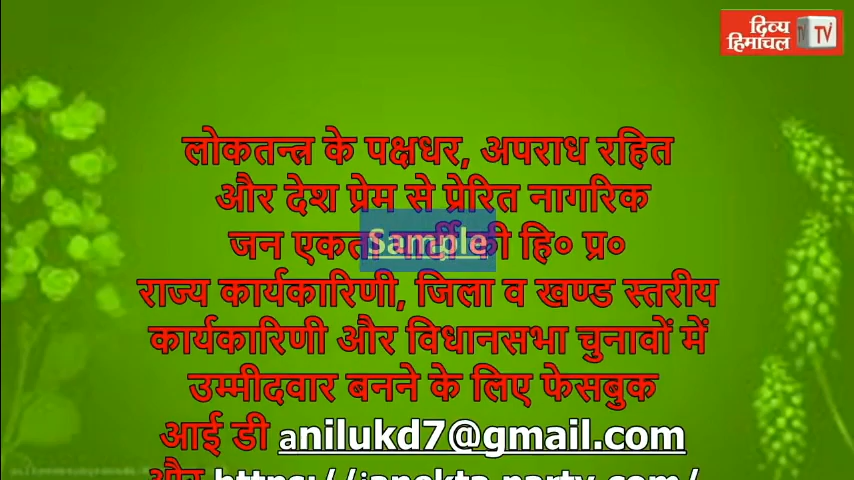 दिव्य
हिमाचल TV
लोकतन्त्र के पक्षधर, अपराध रहित
और देश प्रेम से प्रेरित नागरिक
जन एकता पार्टी की हि० प्र०
Sample
राज्य कार्यकारिणी, जिला व खण्ड स्तरीय
कार्यकारिणी और विधानसभा चुनावों में
उम्मीदवार बनने के लिए फेसबुक
आई डी anilukd7@gmail.com
और https://janekta.party.com/